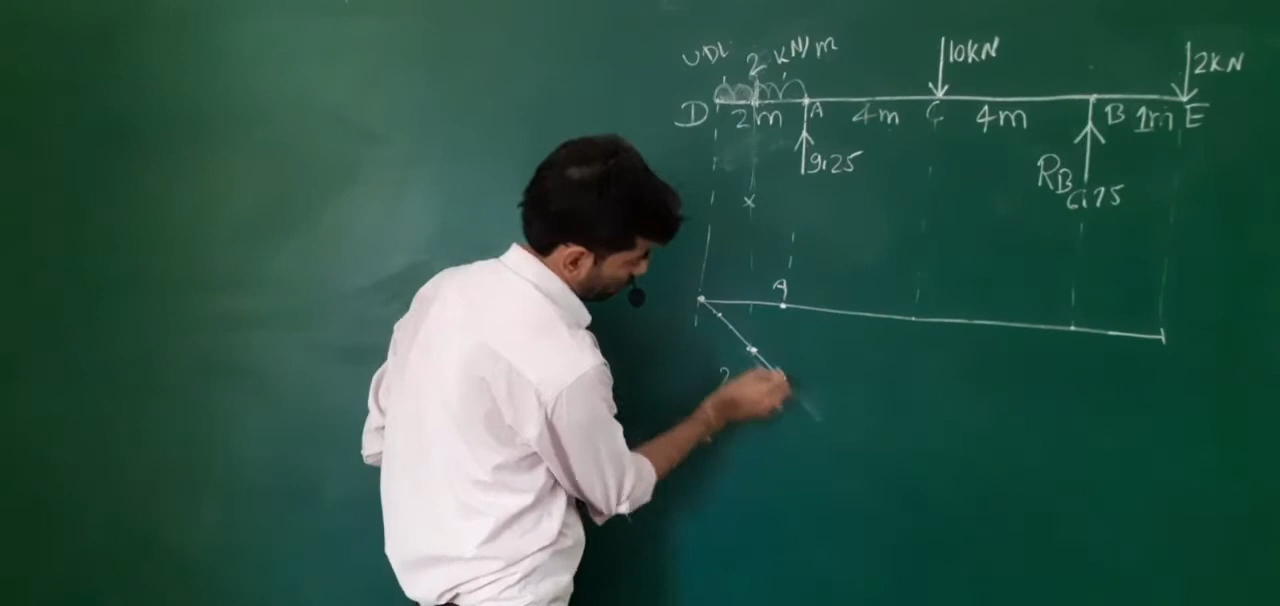 UDL 2 kN/m 10kN 2KN
D 2m A 4m C 4m B 1m E
9.25 RB 6.75
x
A
2